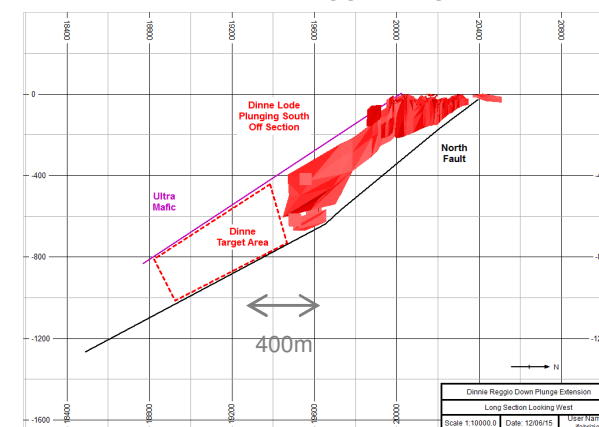 18400 18800 19200 19600 20000 20400 20800
0
Dinne Lode
Plunging South
Off Section
North
Fault
-400
Ultra
Mafic
Dinne
Target Area
-800
400m
-1200
-12
N
Dinnie Reggio Down Plunge Extension
Long Section Looking West
Scale 1:10000.0 Date: 12/06/15 User Nam
-1600
18400 18800 19200 19600 20000